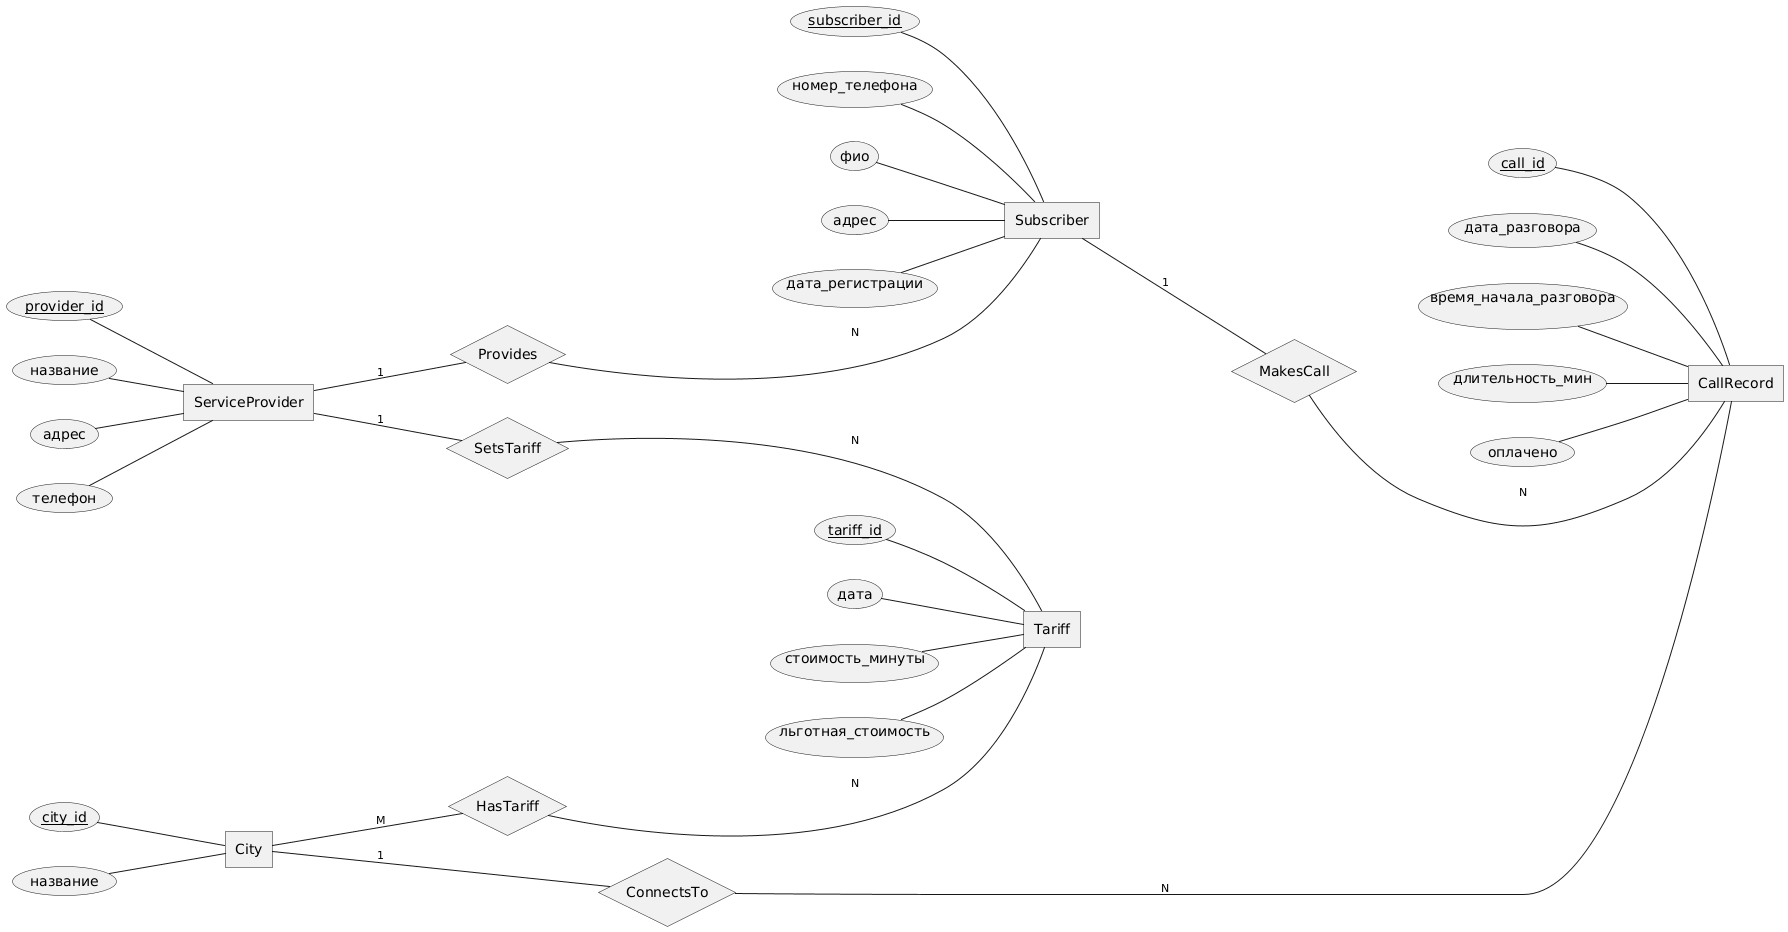 subscriber_id
номер_телефона
фио
адрес
дата_регистрации
Subscriber
provider_id
название
адрес
телефон
ServiceProvider
1
Provides
N
1
SetsTariff
N
tariff_id
дата
стоимость_минуты
льготная_стоимость
Tariff
city_id
название
City
M
HasTariff
N
1
ConnectsTo
N
1
MakesCall
N
call_id
дата_разговора
время_начала_разговора
длительность_мин
оплачено
CallRecord